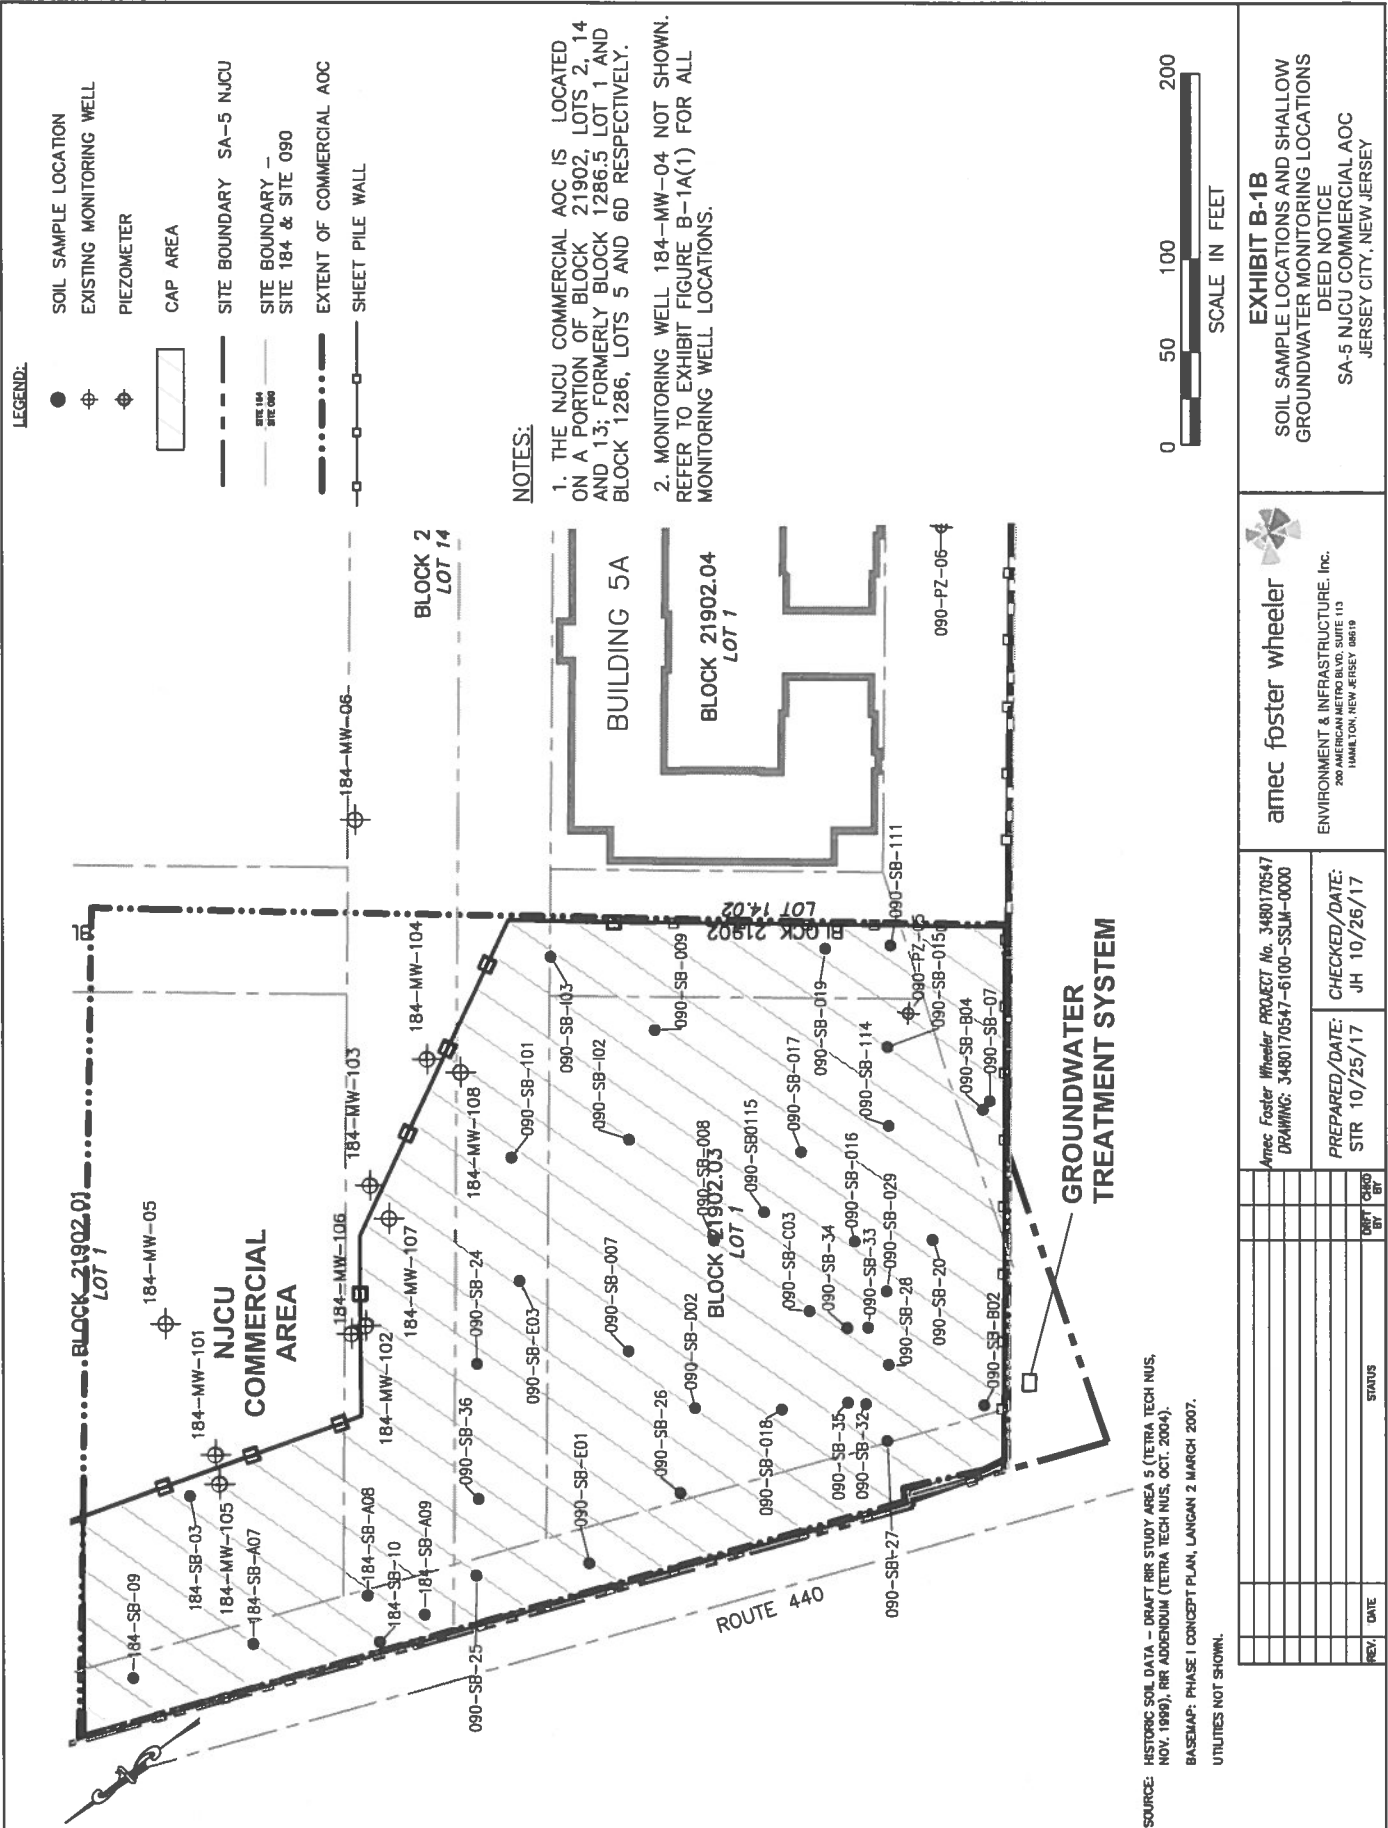 LEGEND:
SOIL SAMPLE LOCATION
EXISTING MONITORING WELL
PIEZOMETER
CAP AREA
SITE BOUNDARY SA-5 NJCU
SITE 184
SITE 090
SITE BOUNDARY -
SITE 184 & SITE 090
EXTENT OF COMMERCIAL AOC
SHEET PILE WALL
NOTES:
1. THE NJCU COMMERCIAL AOC IS LOCATED
ON A PORTION OF BLOCK 21902, LOTS 2, 14
AND 13; FORMERLY BLOCK 1286.5 LOT 1 AND
BLOCK 1286, LOTS 5 AND 6D RESPECTIVELY.
2. MONITORING WELL 184-MW-04 NOT SHOWN.
REFER TO EXHIBIT FIGURE B-1A(1) FOR ALL
MONITORING WELL LOCATIONS.
0 50 100 200
SCALE IN FEET
BLOCK 21902.01
LOT 1
BL
184-MW-05
184-MW-101
NJCU
COMMERCIAL
AREA
184-SB-09
184-SB-03
184-MW-105
184-SB-A07
184-SB-A08
184-SB-10
184-SB-A09
184-MW-106
184-MW-102
184-MW-107
184-MW-103
184-MW-104
184-MW-108
184-MW-06
BLOCK 2
LOT 14
BUILDING 5A
BLOCK 21902.04
LOT 1
090-PZ-06
BLOCK 21902
LOT 14.02
090-SB-25
090-SB-36
090-SB-24
090-SB-E03
090-SB-101
090-SB-I03
090-SB-I02
090-SB-009
090-SB-E01
090-SB-007
090-SB-26
090-SB-D02
090-SB-008
BLOCK 21902.03
LOT 1
090-SB0115
090-SB-017
090-SB-019
090-SB-111
090-PZ-05
090-SB-015
090-SB-114
090-SB-B04
090-SB-07
090-SB-016
090-SB-029
090-SB-C03
090-SB-34
090-SB-33
090-SB-28
090-SB-20
090-SB-018
090-SB-35
090-SB-32
090-SB-27
090-SB-B02
ROUTE 440
GROUNDWATER
TREATMENT SYSTEM
SOURCE: HISTORIC SOIL DATA - DRAFT RIR STUDY AREA 5 (TETRA TECH NUS,
NOV. 1999), RIR ADDENDUM (TETRA TECH NUS, OCT. 2004).
BASEMAP: PHASE I CONCEPT PLAN, LANGAN 2 MARCH 2007.
UTILITIES NOT SHOWN.
REV. DATE STATUS DRFT BY CHKD BY
Amec Foster Wheeler PROJECT No. 3480170547
DRAWING: 3480170547-6100-SSLM-0000
PREPARED/DATE:
STR 10/25/17
CHECKED/DATE:
JH 10/26/17
amec foster wheeler
ENVIRONMENT & INFRASTRUCTURE, Inc.
200 AMERICAN METRO BLVD, SUITE 113
HAMILTON, NEW JERSEY 08619
EXHIBIT B-1B
SOIL SAMPLE LOCATIONS AND SHALLOW
GROUNDWATER MONITORING LOCATIONS
DEED NOTICE
SA-5 NJCU COMMERCIAL AOC
JERSEY CITY, NEW JERSEY